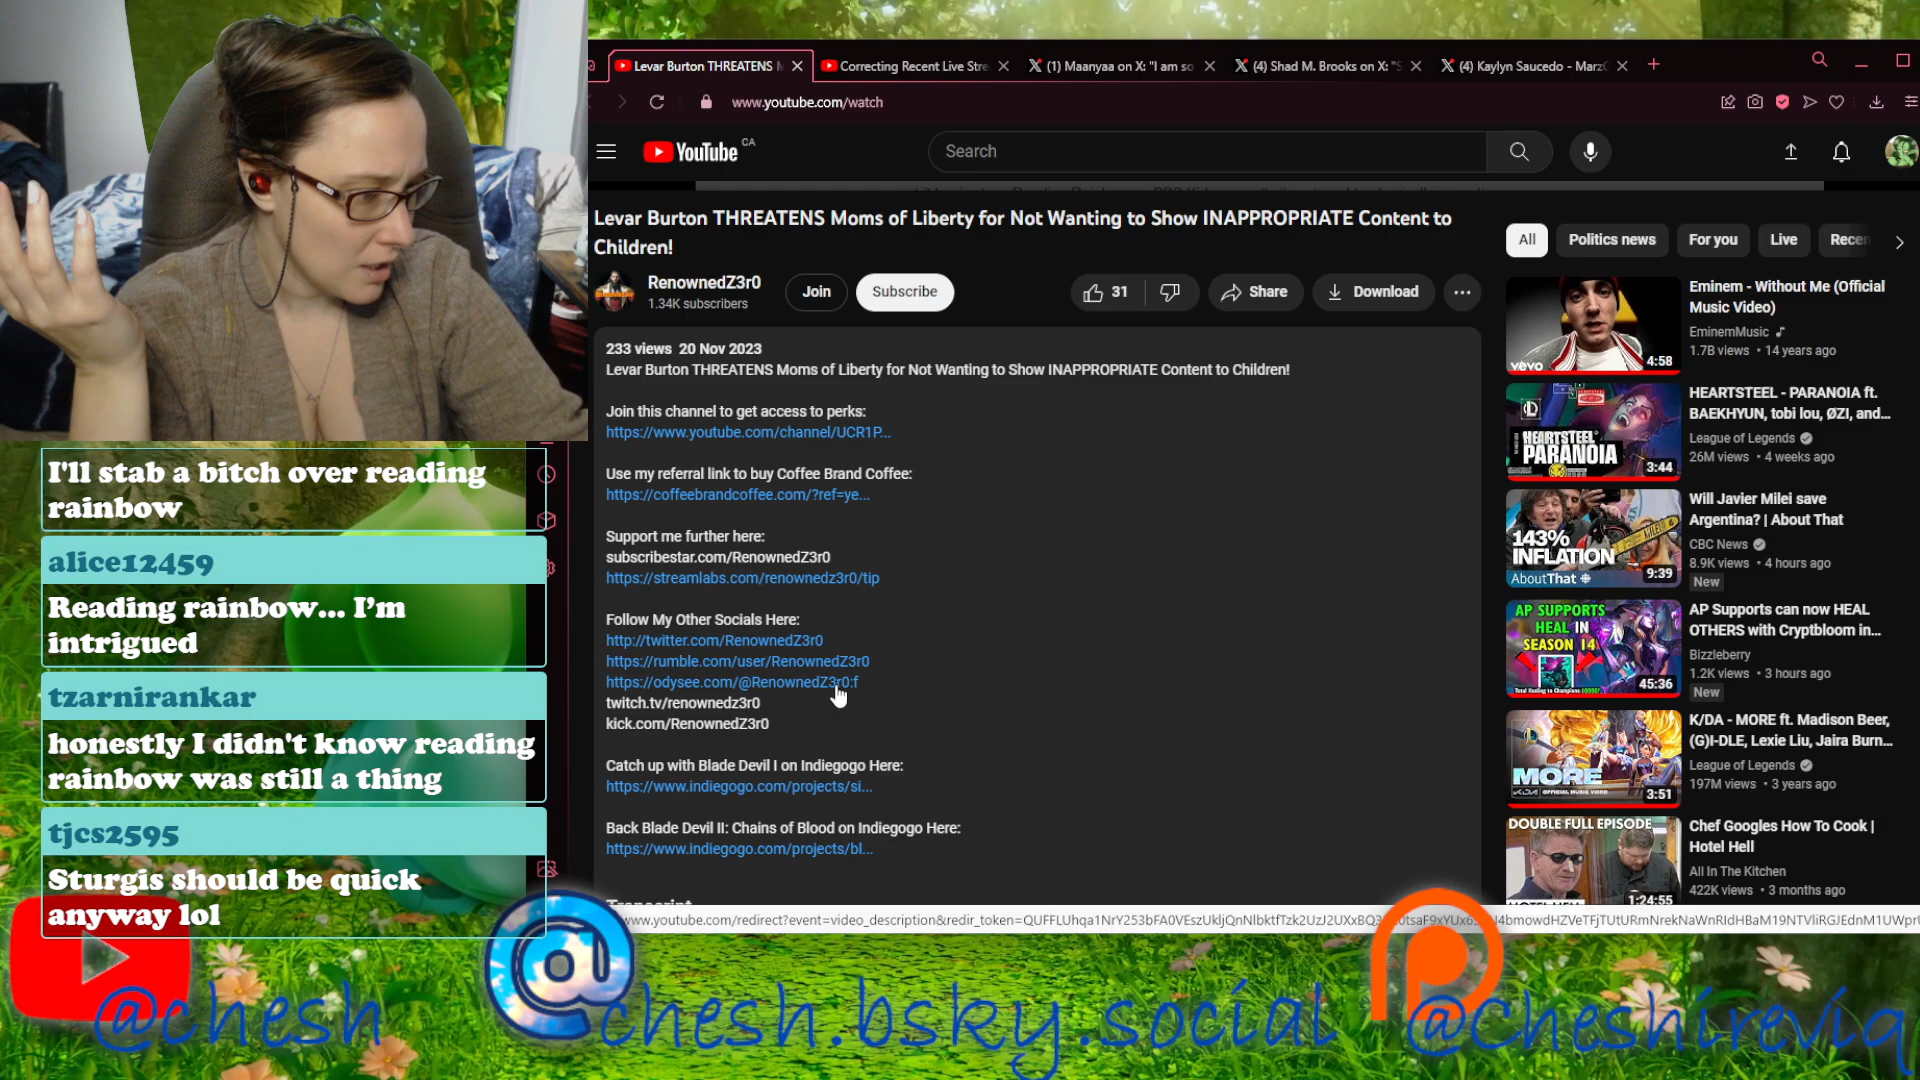 Levar Burton THREATENS M
Correcting Recent Live Stre
(1) Maanyaa on X: "I am so
(4) Shad M. Brooks on X: "S
(4) Kaylyn Saucedo - Marz
www.youtube.com/watch
YouTube CA
Search
Levar Burton THREATENS Moms of Liberty for Not Wanting to Show INAPPROPRIATE Content to
Children!
RenownedZ3r0
1.34K subscribers
Join
Subscribe
31
Share
Download
233 views 20 Nov 2023
Levar Burton THREATENS Moms of Liberty for Not Wanting to Show INAPPROPRIATE Content to Children!
Join this channel to get access to perks:
https://www.youtube.com/channel/UCR1P...
Use my referral link to buy Coffee Brand Coffee:
https://coffeebrandcoffee.com/?ref=ye...
Support me further here:
subscribestar.com/RenownedZ3r0
https://streamlabs.com/renownedz3r0/tip
Follow My Other Socials Here:
http://twitter.com/RenownedZ3r0
https://rumble.com/user/RenownedZ3r0
https://odysee.com/@RenownedZ3r0:f
twitch.tv/renownedz3r0
kick.com/RenownedZ3r0
Catch up with Blade Devil I on Indiegogo Here:
https://www.indiegogo.com/projects/si...
Back Blade Devil II: Chains of Blood on Indiegogo Here:
https://www.indiegogo.com/projects/bl...
Transcript
All
Politics news
For you
Live
Recen
Eminem - Without Me (Official
Music Video)
EminemMusic
1.7B views • 14 years ago
vevo
4:58
HEARTSTEEL - PARANOIA ft.
BAEKHYUN, tobi lou, ØZI, and...
League of Legends
26M views • 4 weeks ago
HEARTSTEEL
PARANOIA
3:44
Will Javier Milei save
Argentina? | About That
CBC News
8.9K views • 4 hours ago
New
143%
INFLATION
About That
9:39
AP Supports can now HEAL
OTHERS with Cryptbloom in...
Bizzleberry
1.2K views • 3 hours ago
New
AP SUPPORTS
HEAL IN
SEASON 14
45:36
K/DA - MORE ft. Madison Beer,
(G)I-DLE, Lexie Liu, Jaira Burn...
League of Legends
197M views • 3 years ago
MORE
3:51
Chef Googles How To Cook |
Hotel Hell
All In The Kitchen
422K views • 3 months ago
DOUBLE FULL EPISODE
1:24:55
I'll stab a bitch over reading
rainbow
alice12459
Reading rainbow... I'm
intrigued
tzarnirankar
honestly I didn't know reading
rainbow was still a thing
tjcs2595
Sturgis should be quick
anyway lol
@chesh
@chesh.bsky.social
@cheshireviq